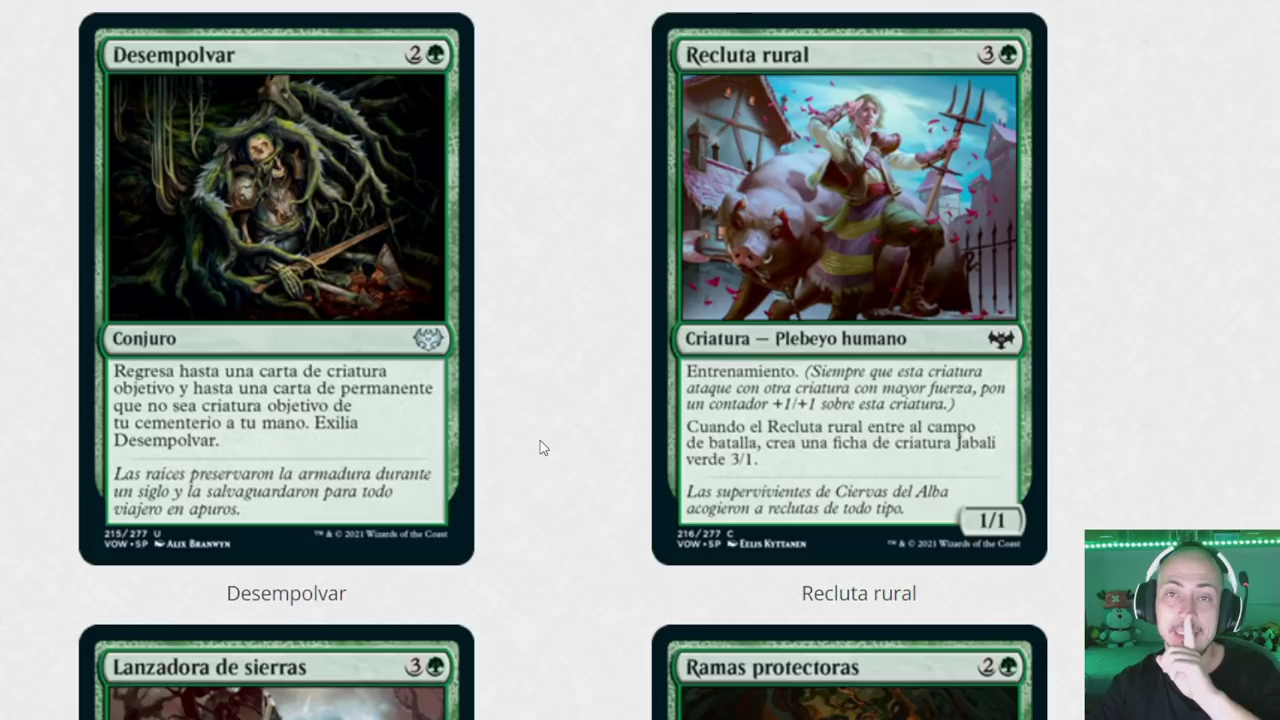 Desempolvar 2
Conjuro
Regresa hasta una carta de criatura
objetivo y hasta una carta de permanente
que no sea criatura objetivo de
tu cementerio a tu mano. Exilia
Desempolvar.
Las raíces preservaron la armadura durante
un siglo y la salvaguardaron para todo
viajero en apuros.
215/277 U
VOW • SP Alix Branwyn
™ & © 2021 Wizards of the Coast
Desempolvar
Recluta rural 3
Criatura — Plebeyo humano
Entrenamiento. (Siempre que esta criatura
ataque con otra criatura con mayor fuerza, pon
un contador +1/+1 sobre esta criatura.)
Cuando el Recluta rural entre al campo
de batalla, crea una ficha de criatura Jabalí
verde 3/1.
Las supervivientes de Ciervas del Alba
acogieron a reclutas de todo tipo.
1/1
216/277 C
VOW • SP Eelis Kyttanen
™ & © 2021 Wizards of the Coast
Recluta rural
Lanzadora de sierras 3
Ramas protectoras 2